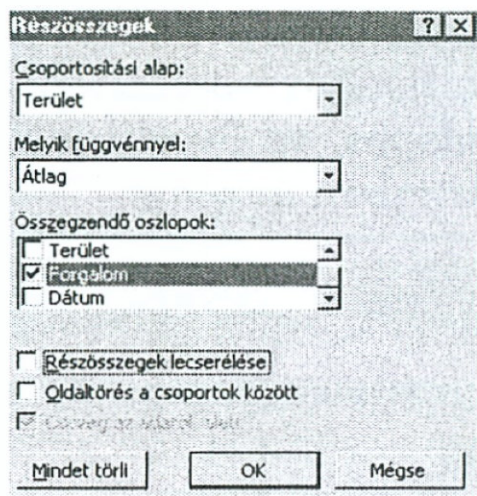 Részösszegek
Csoportosítási alap:
Terület
Melyik függvénnyel:
Átlag
Összegzendő oszlopok:
Terület
Forgalom
Dátum
Részösszegek lecserélése
Oldaltörés a csoportok között
az
Mindet törli OK Mégse